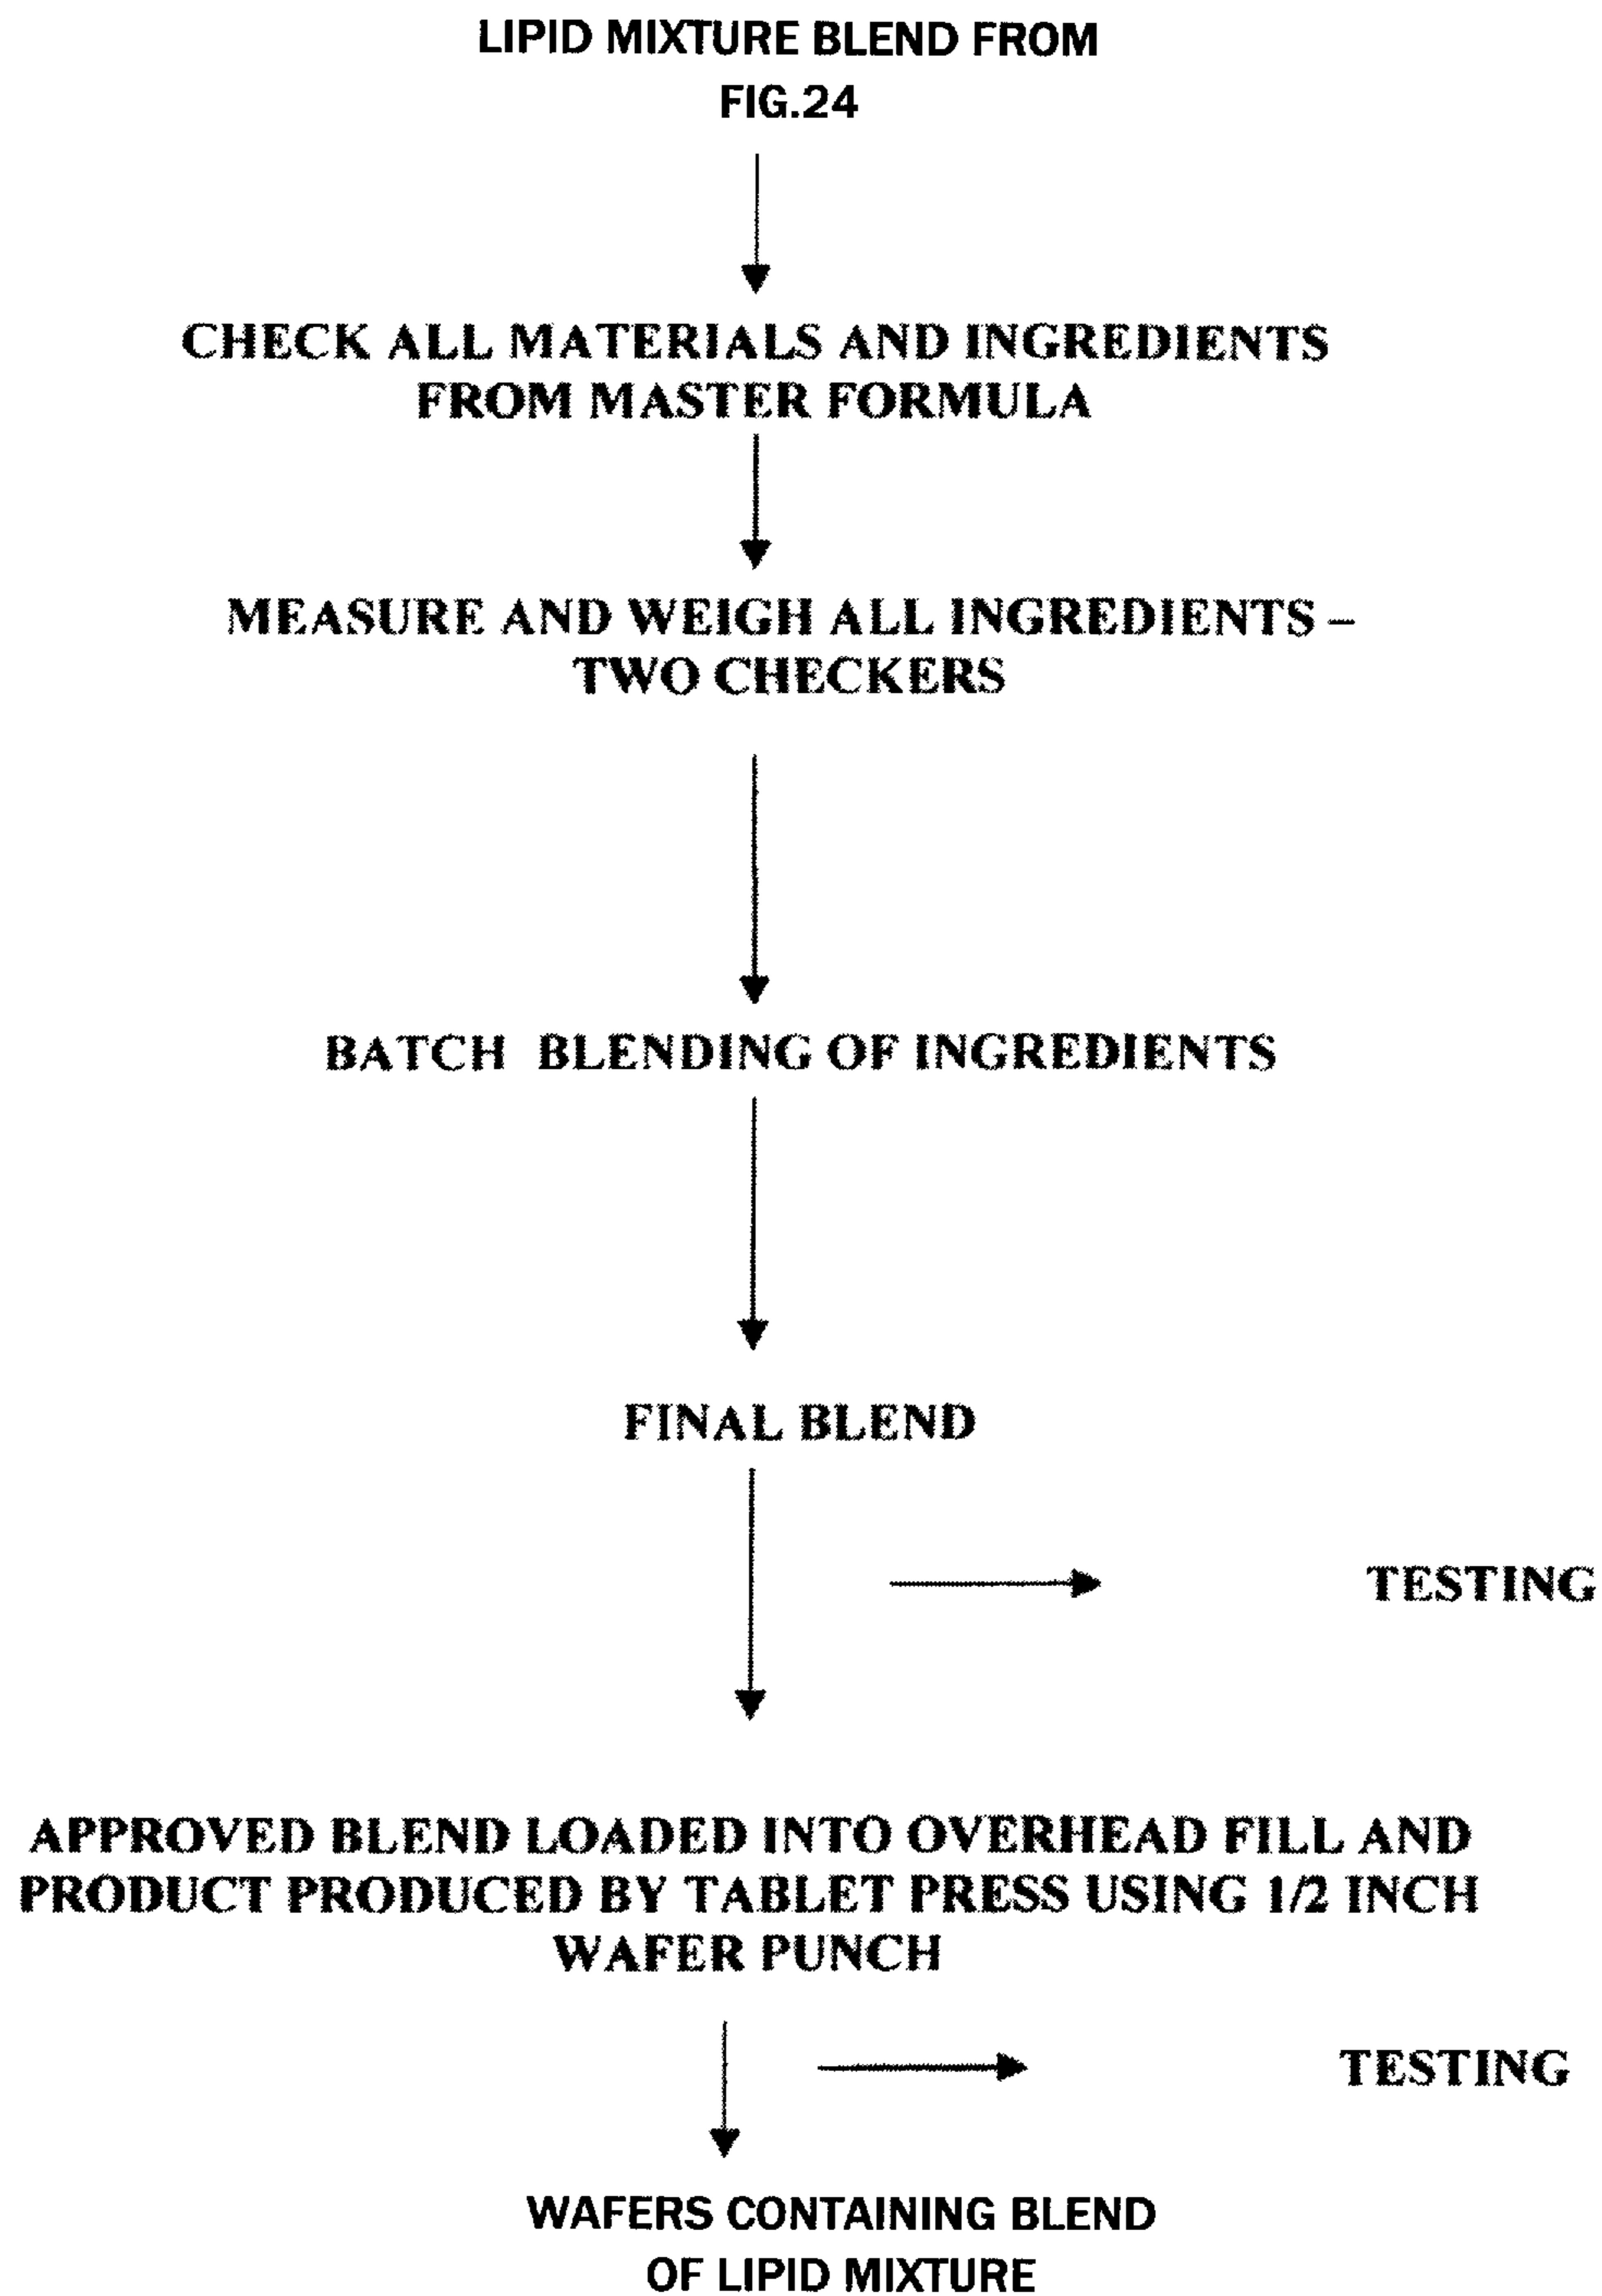 LIPID MIXTURE BLEND FROM
FIG.24
CHECK ALL MATERIALS AND INGREDIENTS
FROM MASTER FORMULA
MEASURE AND WEIGH ALL INGREDIENTS –
TWO CHECKERS
BATCH BLENDING OF INGREDIENTS
FINAL BLEND
TESTING
APPROVED BLEND LOADED INTO OVERHEAD FILL AND
PRODUCT PRODUCED BY TABLET PRESS USING 1/2 INCH
WAFER PUNCH
TESTING
WAFERS CONTAINING BLEND
OF LIPID MIXTURE